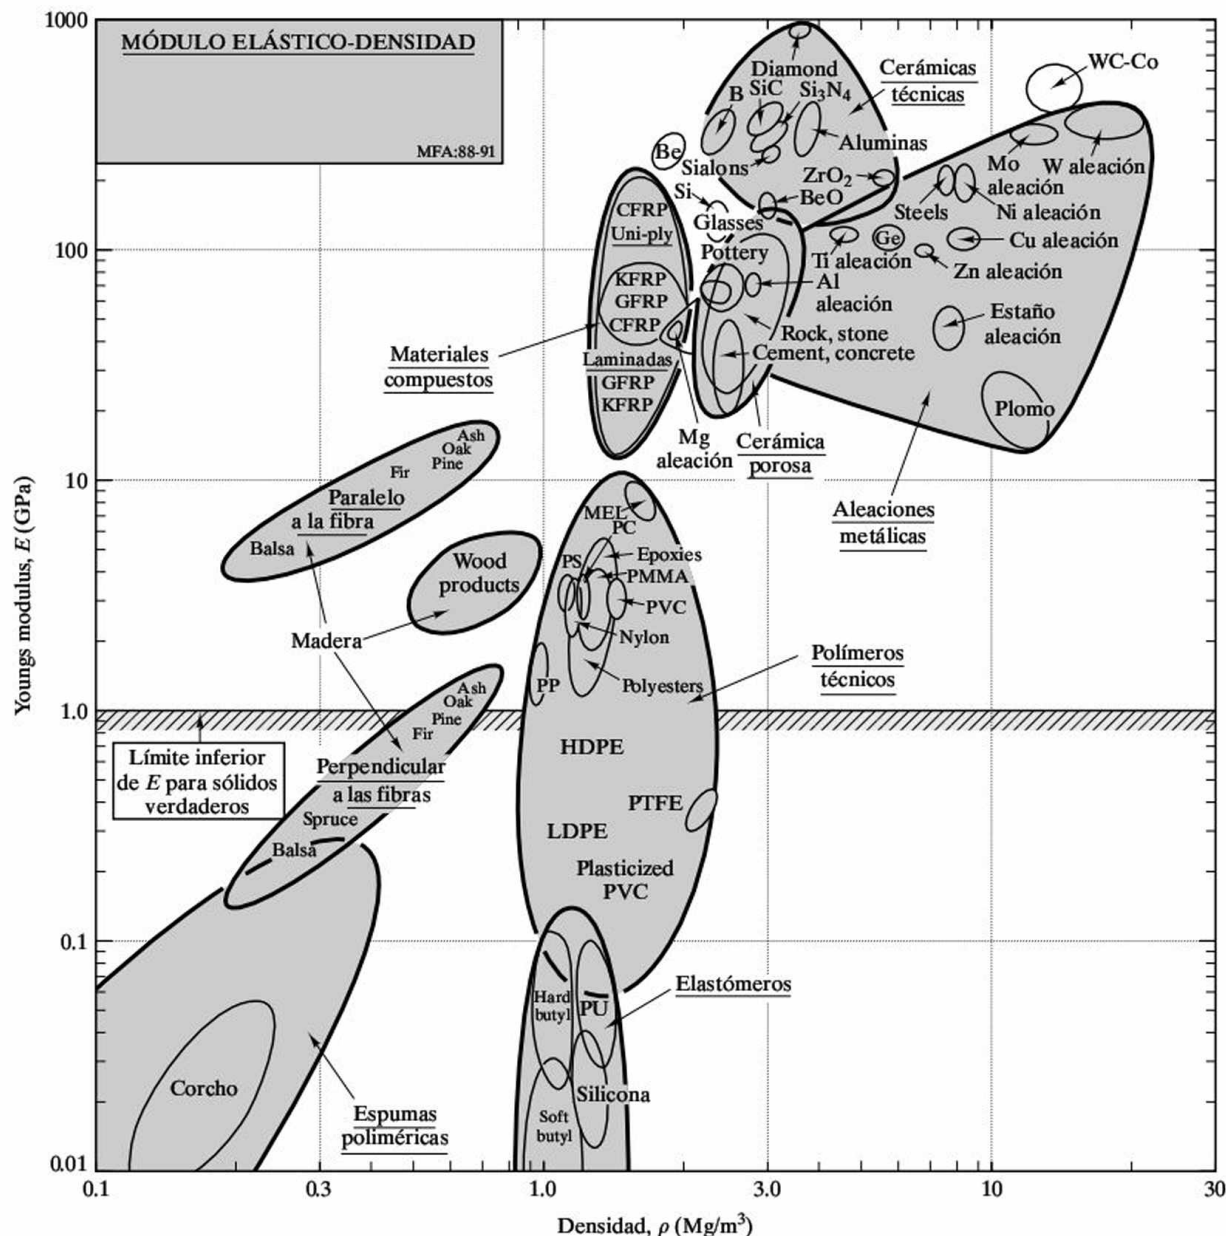 1000
MÓDULO ELÁSTICO-DENSIDAD
MFA:88-91
Diamond
Cerámicas
técnicas
WC-Co
B
SiC
Si3N4
Aluminas
Be
Sialons
Mo
aleación
W aleación
ZrO2
BeO
Si
Glasses
Steels
Ni aleación
CFRP
Uni-ply
100
Pottery
Ti aleación
Ge
Cu aleación
Zn aleación
KFRP
GFRP
CFRP
Al
aleación
Estaño
aleación
Rock, stone
Cement, concrete
Materiales
compuestos
Laminadas
GFRP
KFRP
Plomo
Mg
aleación
Cerámica
porosa
Ash
Oak
Pine
Fir
10
Paralelo
a la fibra
Balsa
Aleaciones
metálicas
MEL
PC
PS
Epoxies
PMMA
Wood
products
PVC
Nylon
Madera
PP
Polyesters
Polímeros
técnicos
Youngs modulus, E (GPa)
Ash
Oak
Pine
Fir
1.0
Límite inferior
de E para sólidos
verdaderos
Perpendicular
a las fibras
HDPE
PTFE
Spruce
LDPE
Balsa
Plasticized
PVC
0.1
Elastómeros
Hard
butyl
PU
Corcho
Silicona
Espumas
poliméricas
Soft
butyl
0.01
0.1
0.3
1.0
3.0
10
30
Densidad, ρ (Mg/m³)